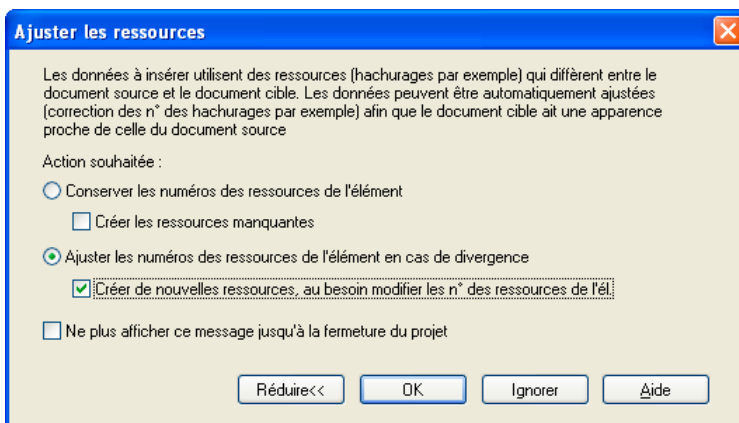 Ajuster les ressources
Les données à insérer utilisent des ressources (hachurages par exemple) qui diffèrent entre le
document source et le document cible. Les données peuvent être automatiquement ajustées
(correction des n° des hachurages par exemple) afin que le document cible ait une apparence
proche de celle du document source
Action souhaitée :
Conserver les numéros des ressources de l'élément
Créer les ressources manquantes
Ajuster les numéros des ressources de l'élément en cas de divergence
Créer de nouvelles ressources, au besoin modifier les n° des ressources de l'él.
Ne plus afficher ce message jusqu'à la fermeture du projet
Réduire<< OK Ignorer Aide